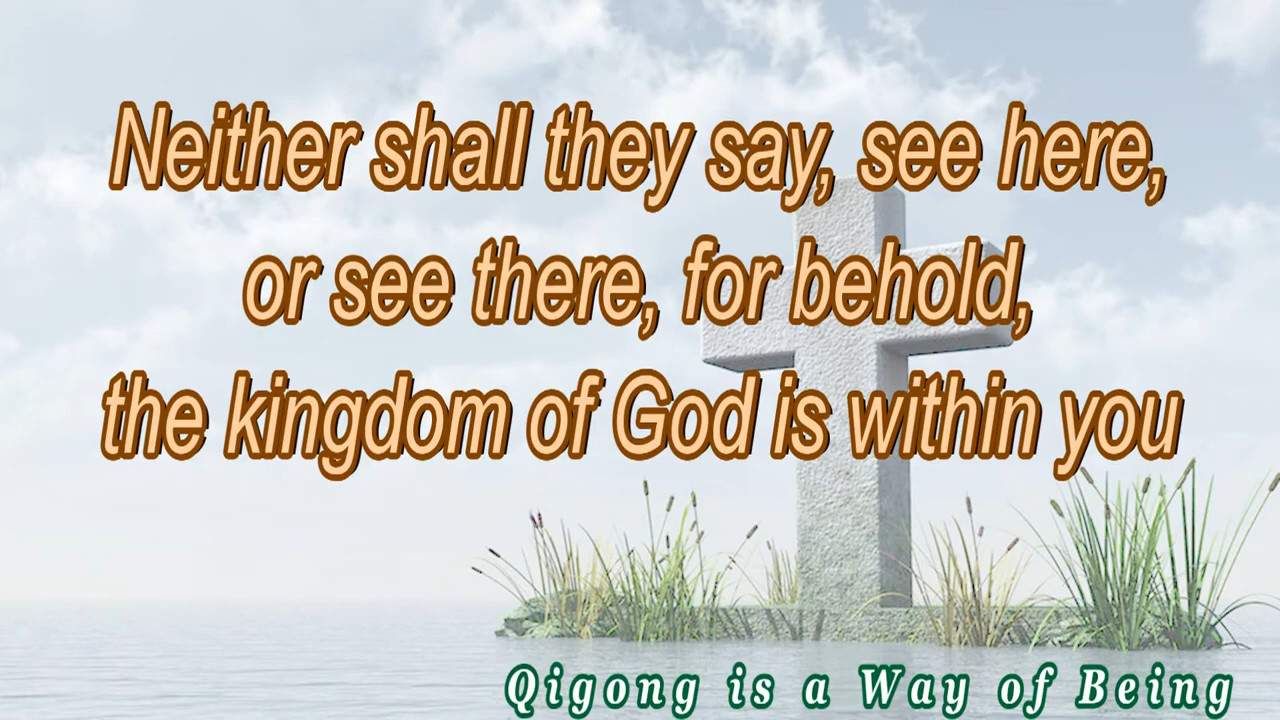 Neither shall they say, see here,
or see there, for behold,
the kingdom of God is within you
Qigong is a Way of Being